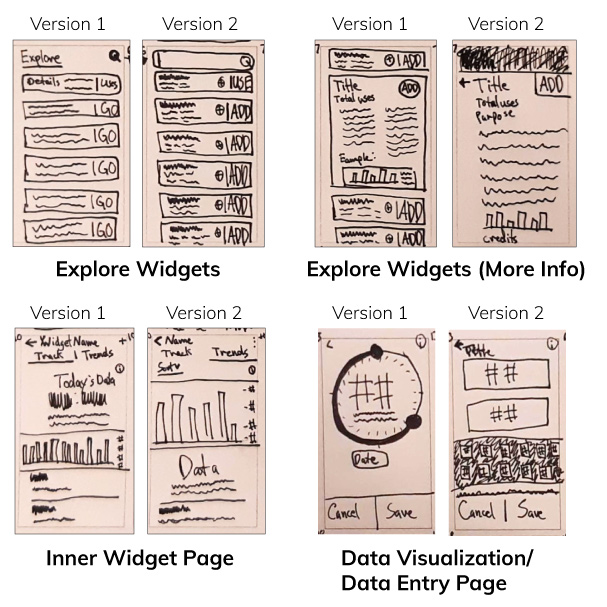 Version 1
Version 2
Explore
Details | Uses
| GO
| GO
| GO
| GO
| GO
| USE
| ADD
| ADD
| ADD
| ADD
| ADD
Explore Widgets
Version 1
Version 2
| ADD
Title
ADD
Total uses
Example:
| ADD
| ADD
← Title
ADD
Total uses
Purpose
credits
Explore Widgets (More Info)
Version 1
Version 2
← Widget Name +
Track | Trends
Today's Data
#
#
#
< Name
Track Trends
Sort
- #
- #
- #
- #
Data
Inner Widget Page
Version 1
Version 2
<
##
Date
Cancel | Save
← Title
##
##
Cancel | Save
Data Visualization/
Data Entry Page